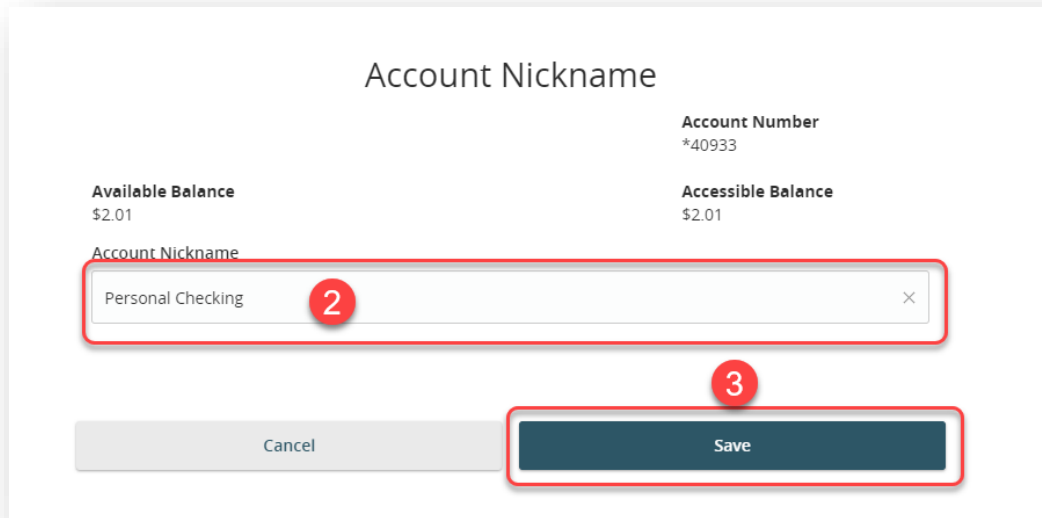 Account Nickname
Account Number
*40933
Available Balance
$2.01
Accessible Balance
$2.01
Account Nickname
Personal Checking
2
×
3
Cancel
Save